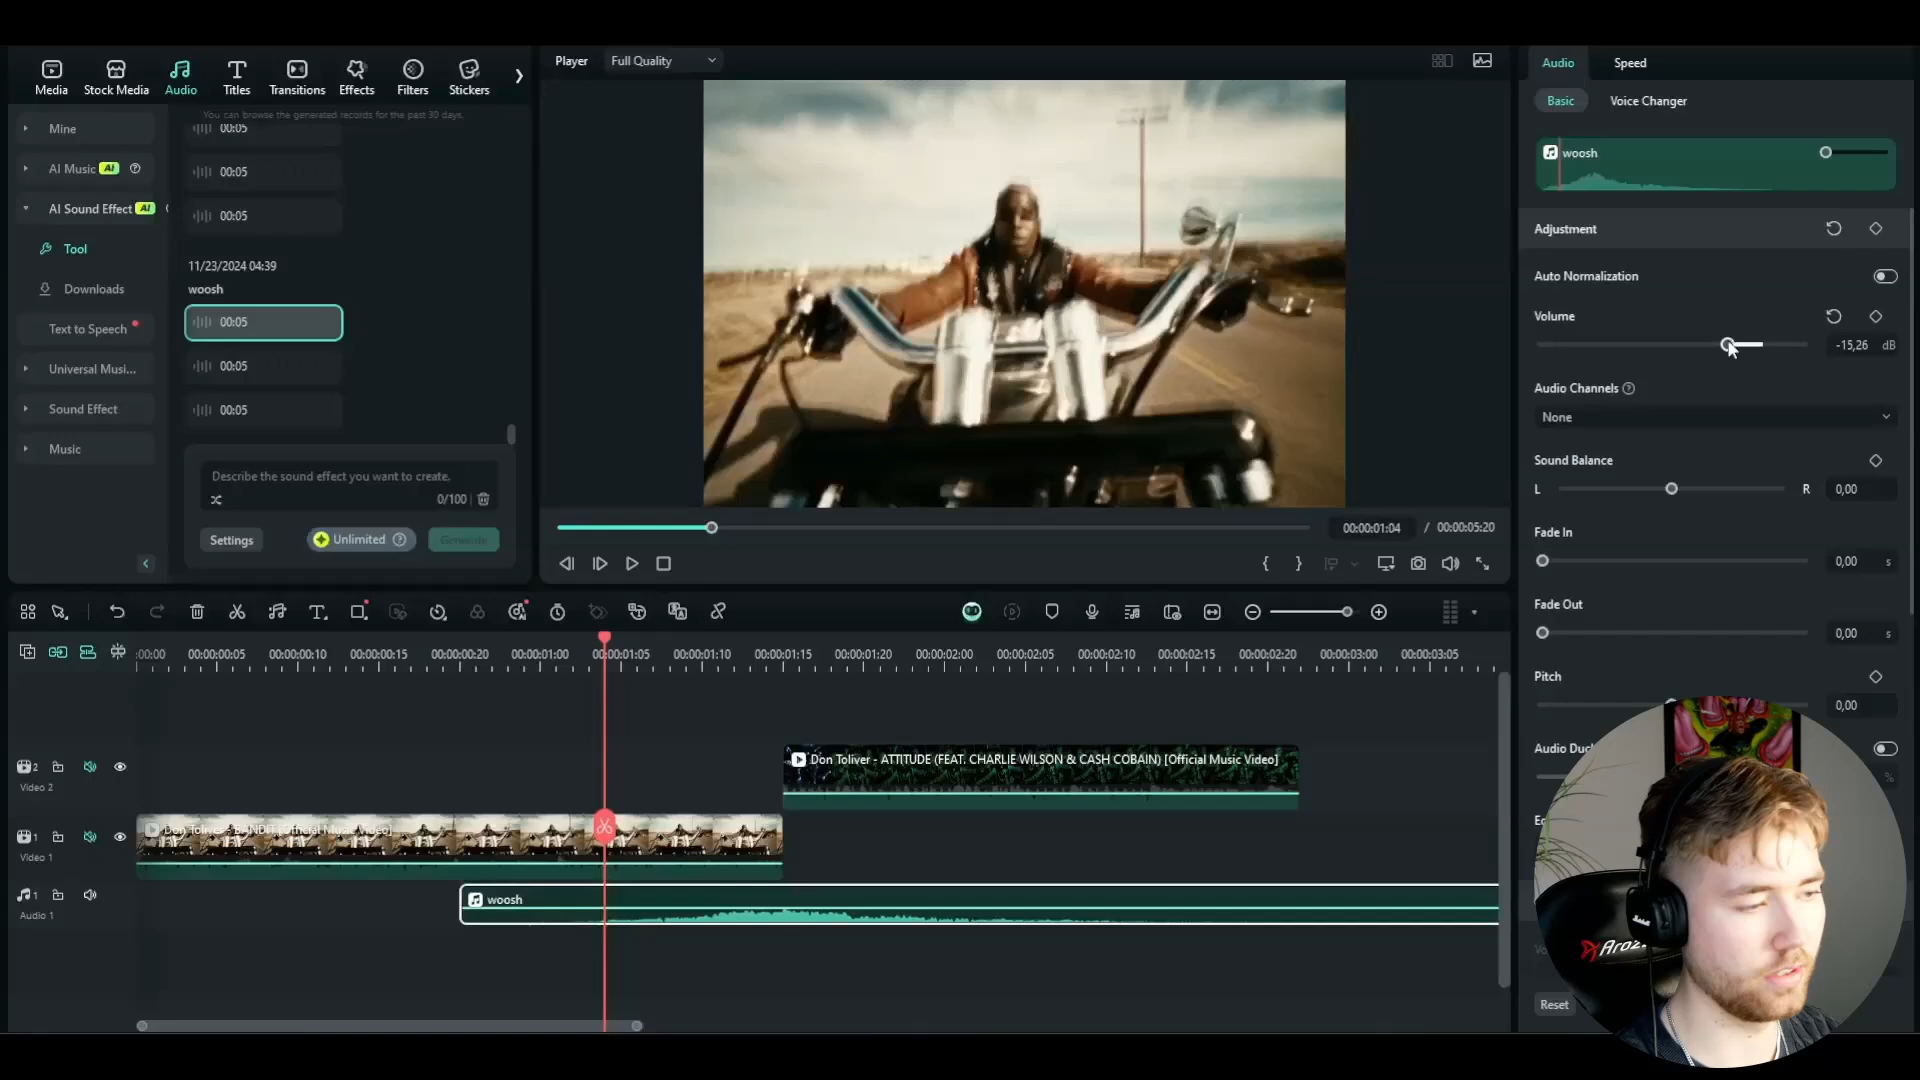 Media
Stock Media
Audio
Titles
Transitions
Effects
Filters
Stickers
Player
Full Quality
Audio
Speed
Basic
Voice Changer
You can browse the generated records for the past 30 days.
Mine
AI Music AI
AI Sound Effect AI
Tool
Downloads
Text to Speech
Universal Musi...
Sound Effect
Music
00:05
00:05
00:05
11/23/2024 04:39
woosh
00:05
00:05
00:05
Describe the sound effect you want to create.
0/100
Settings
Unlimited
Generate
00:00:01:04 / 00:00:05:20
woosh
Adjustment
Auto Normalization
Volume
-15,26 dB
Audio Channels
None
Sound Balance
L
R
0,00
Fade In
0,00 s
Fade Out
0,00 s
Pitch
0,00
Audio Duc
%
Reset
:00:00 00:00:00:05 00:00:00:10 00:00:00:15 00:00:00:20 00:00:01:00 00:00:01:05 00:00:01:10 00:00:01:15 00:00:01:20 00:00:02:00 00:00:02:05 00:00:02:10 00:00:02:15 00:00:02:20 00:00:03:00 00:00:03:05
2
Video 2
Don Toliver - ATTITUDE (FEAT. CHARLIE WILSON & CASH COBAIN) [Official Music Video]
1
Video 1
Don Toliver - BANDIT [Official Music Video]
1
Audio 1
woosh
Marshall